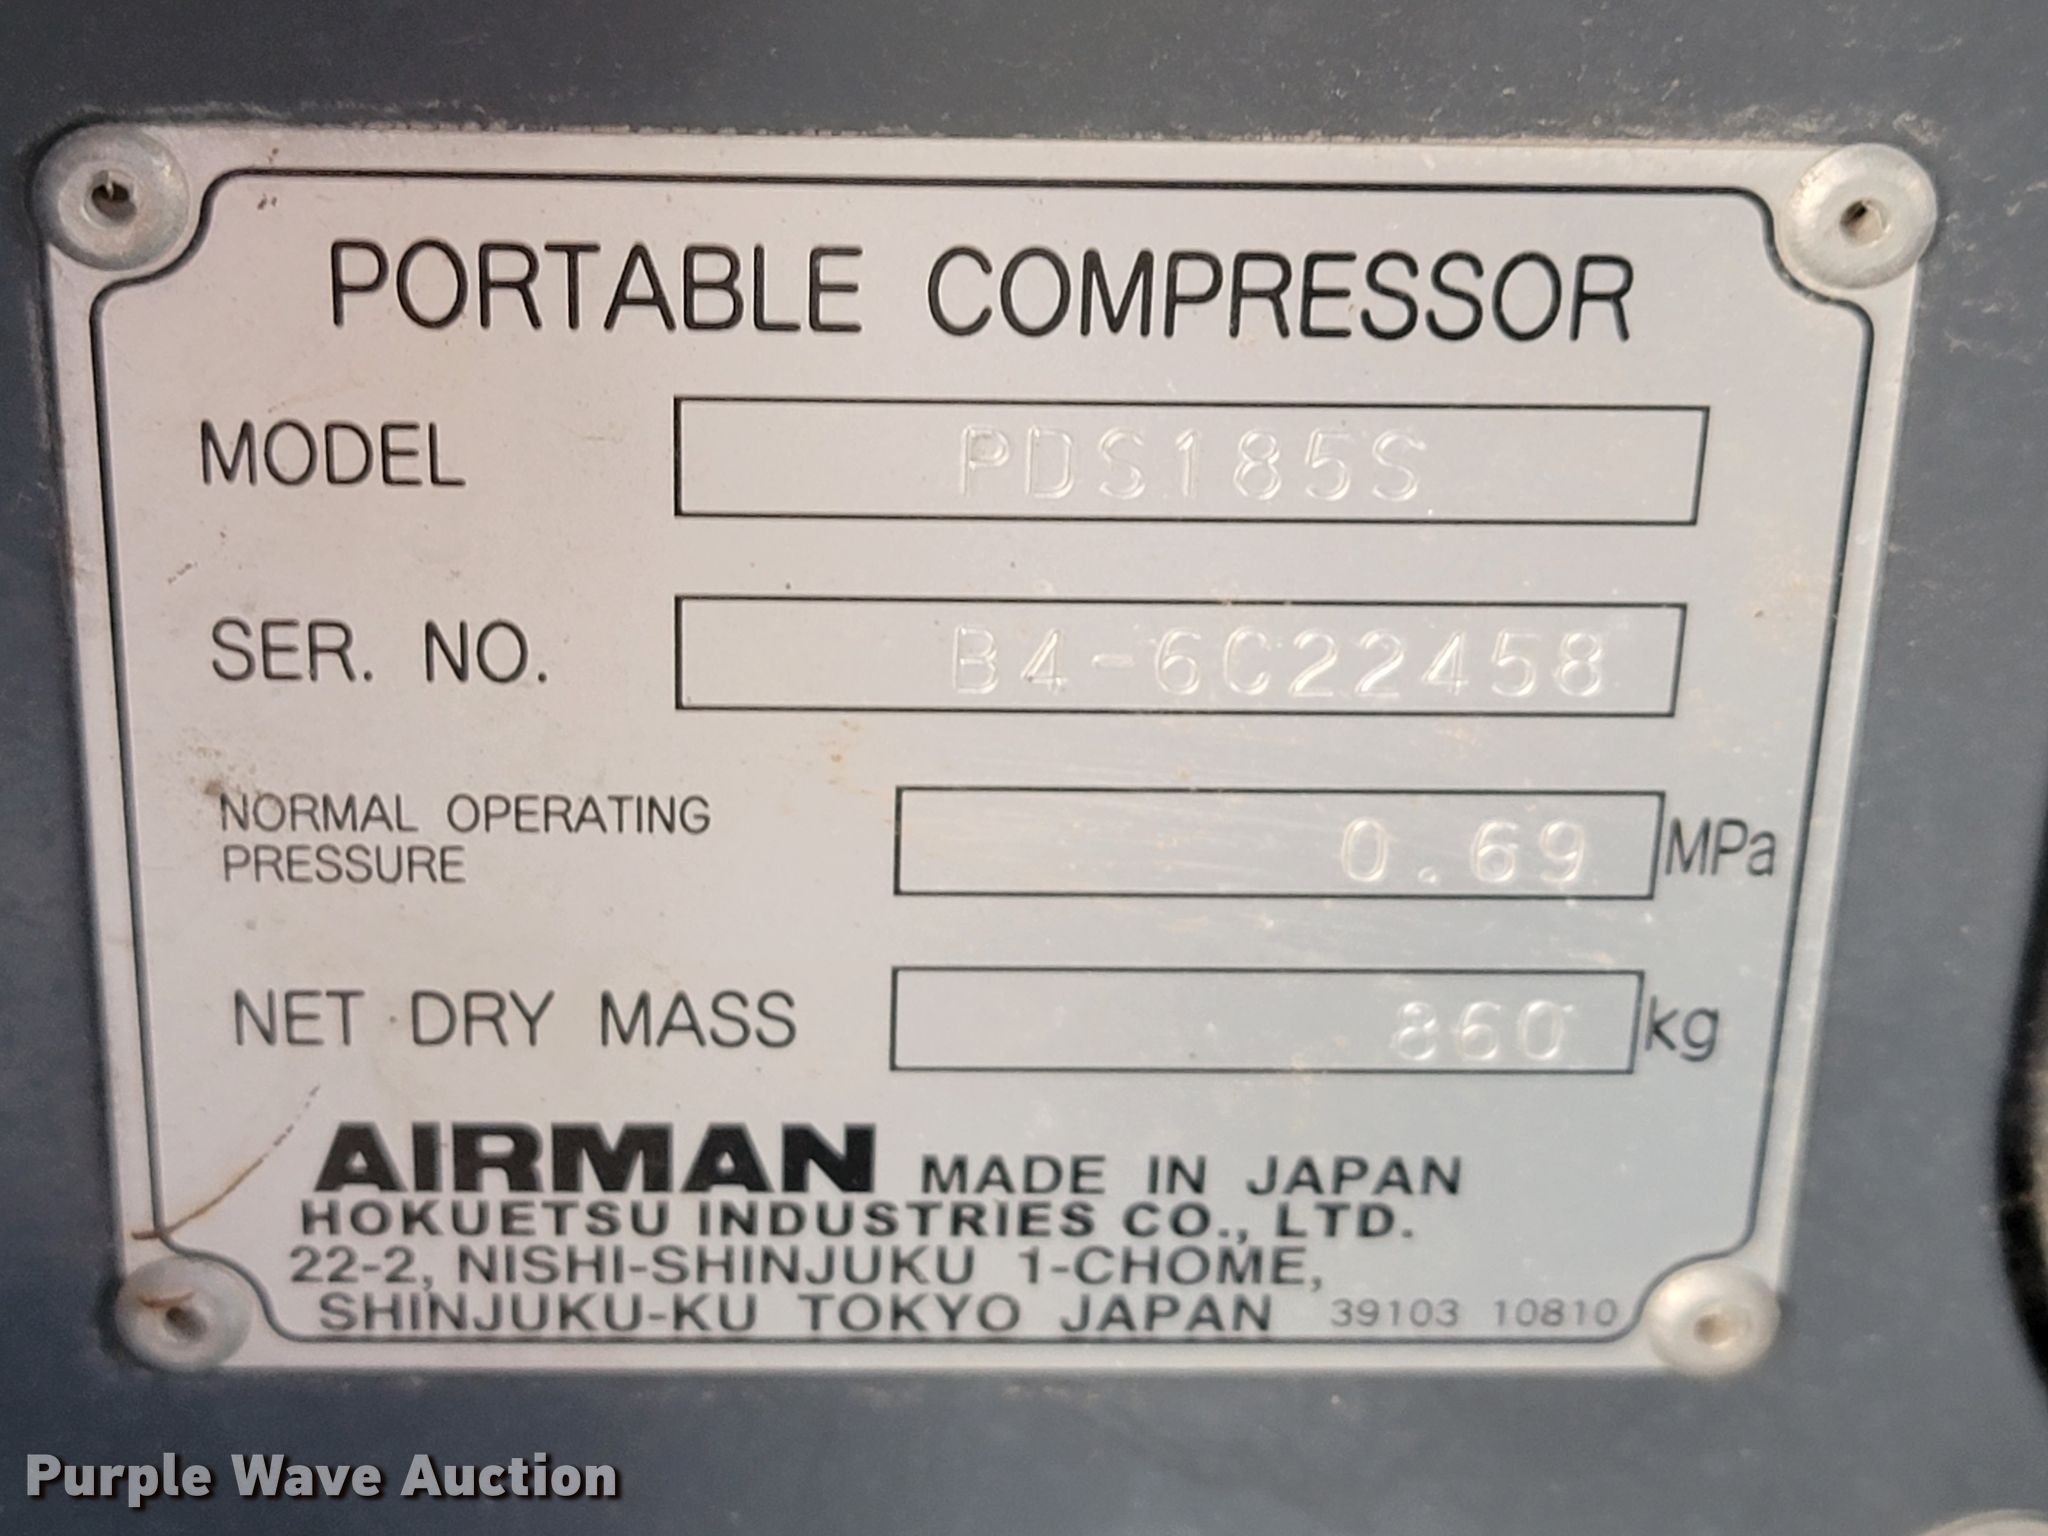 PORTABLE COMPRESSOR
MODEL PDS185S
SER. NO. B4-6C22458
NORMAL OPERATING PRESSURE 0.69 MPa
NET DRY MASS 860 kg
AIRMAN MADE IN JAPAN
HOKUETSU INDUSTRIES CO., LTD.
22-2, NISHI-SHINJUKU 1-CHOME,
SHINJUKU-KU TOKYO JAPAN 39103 10810
Purple Wave Auction